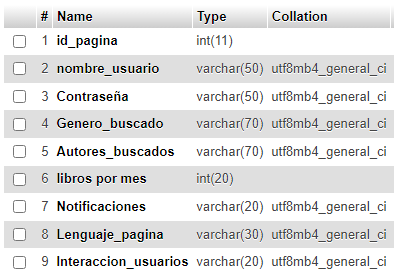 # Name Type Collation
1 id_pagina int(11)
2 nombre_usuario varchar(50) utf8mb4_general_ci
3 Contraseña varchar(50) utf8mb4_general_ci
4 Genero_buscado varchar(70) utf8mb4_general_ci
5 Autores_buscados varchar(70) utf8mb4_general_ci
6 libros por mes int(20)
7 Notificaciones varchar(20) utf8mb4_general_ci
8 Lenguaje_pagina varchar(30) utf8mb4_general_ci
9 Interaccion_usuarios varchar(20) utf8mb4_general_ci